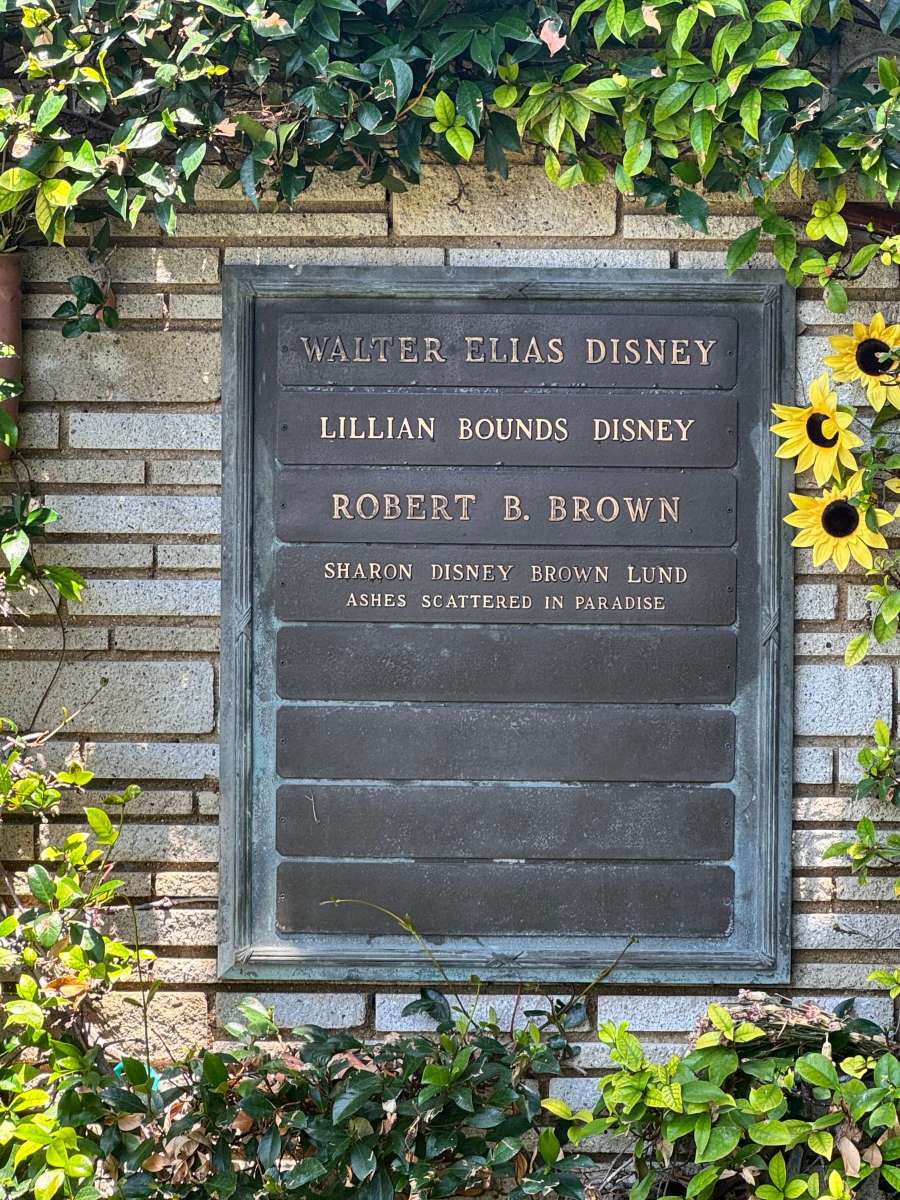 WALTER ELIAS DISNEY
LILLIAN BOUNDS DISNEY
ROBERT B. BROWN
SHARON DISNEY BROWN LUND
ASHES SCATTERED IN PARADISE